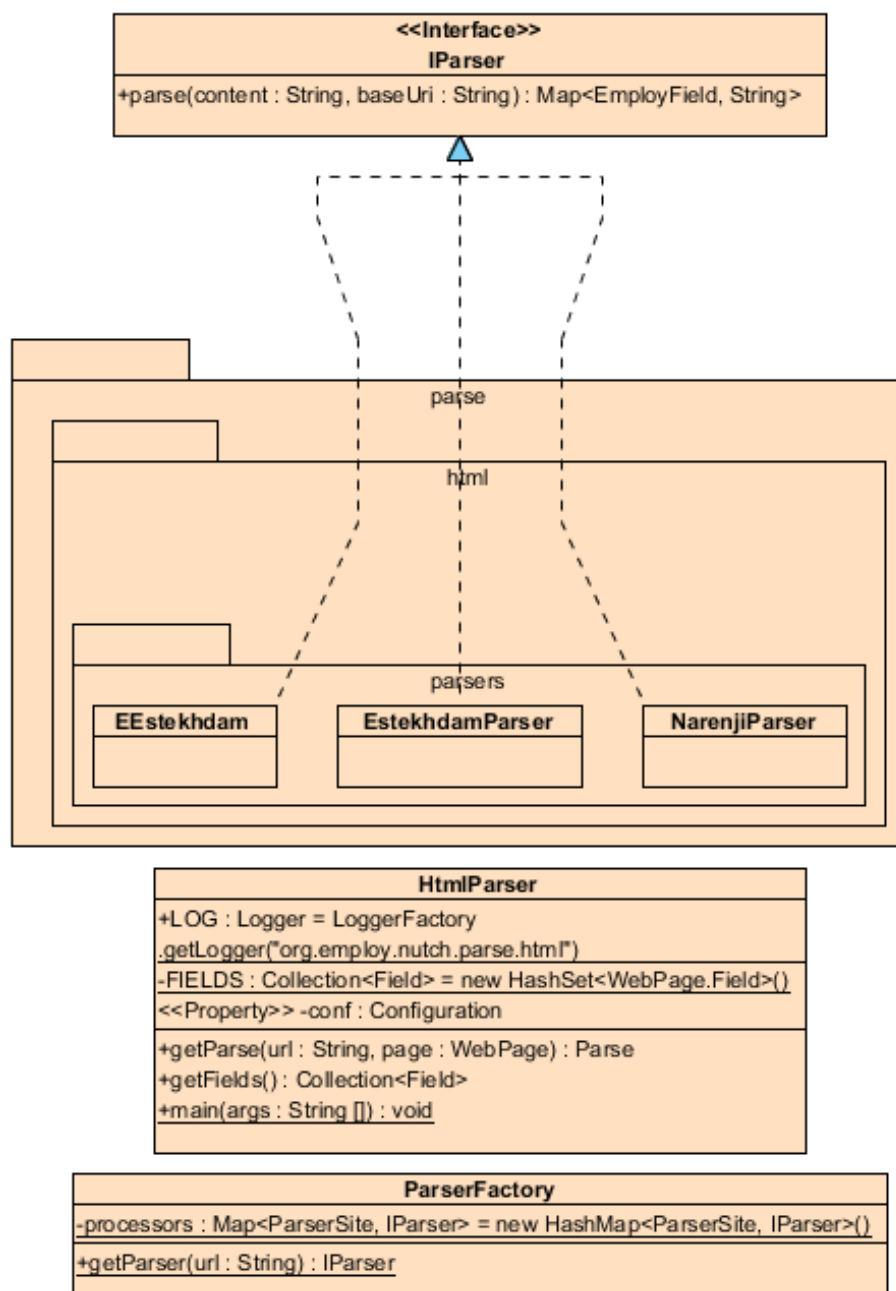 <<Interface>>
IParser
+parse(content : String, baseUri : String) : Map<EmployField, String>
parse
html
parsers
EEstekhdam
EstekhdamParser
NarenjiParser
HtmlParser
+LOG : Logger = LoggerFactory
.getLogger("org.employ.nutch.parse.html")
-FIELDS : Collection<Field> = new HashSet<WebPage.Field>()
<<Property>> -conf : Configuration
+getParse(url : String, page : WebPage) : Parse
+getFields() : Collection<Field>
+main(args : String []) : void
ParserFactory
-processors : Map<ParserSite, IParser> = new HashMap<ParserSite, IParser>()
+getParser(url : String) : IParser